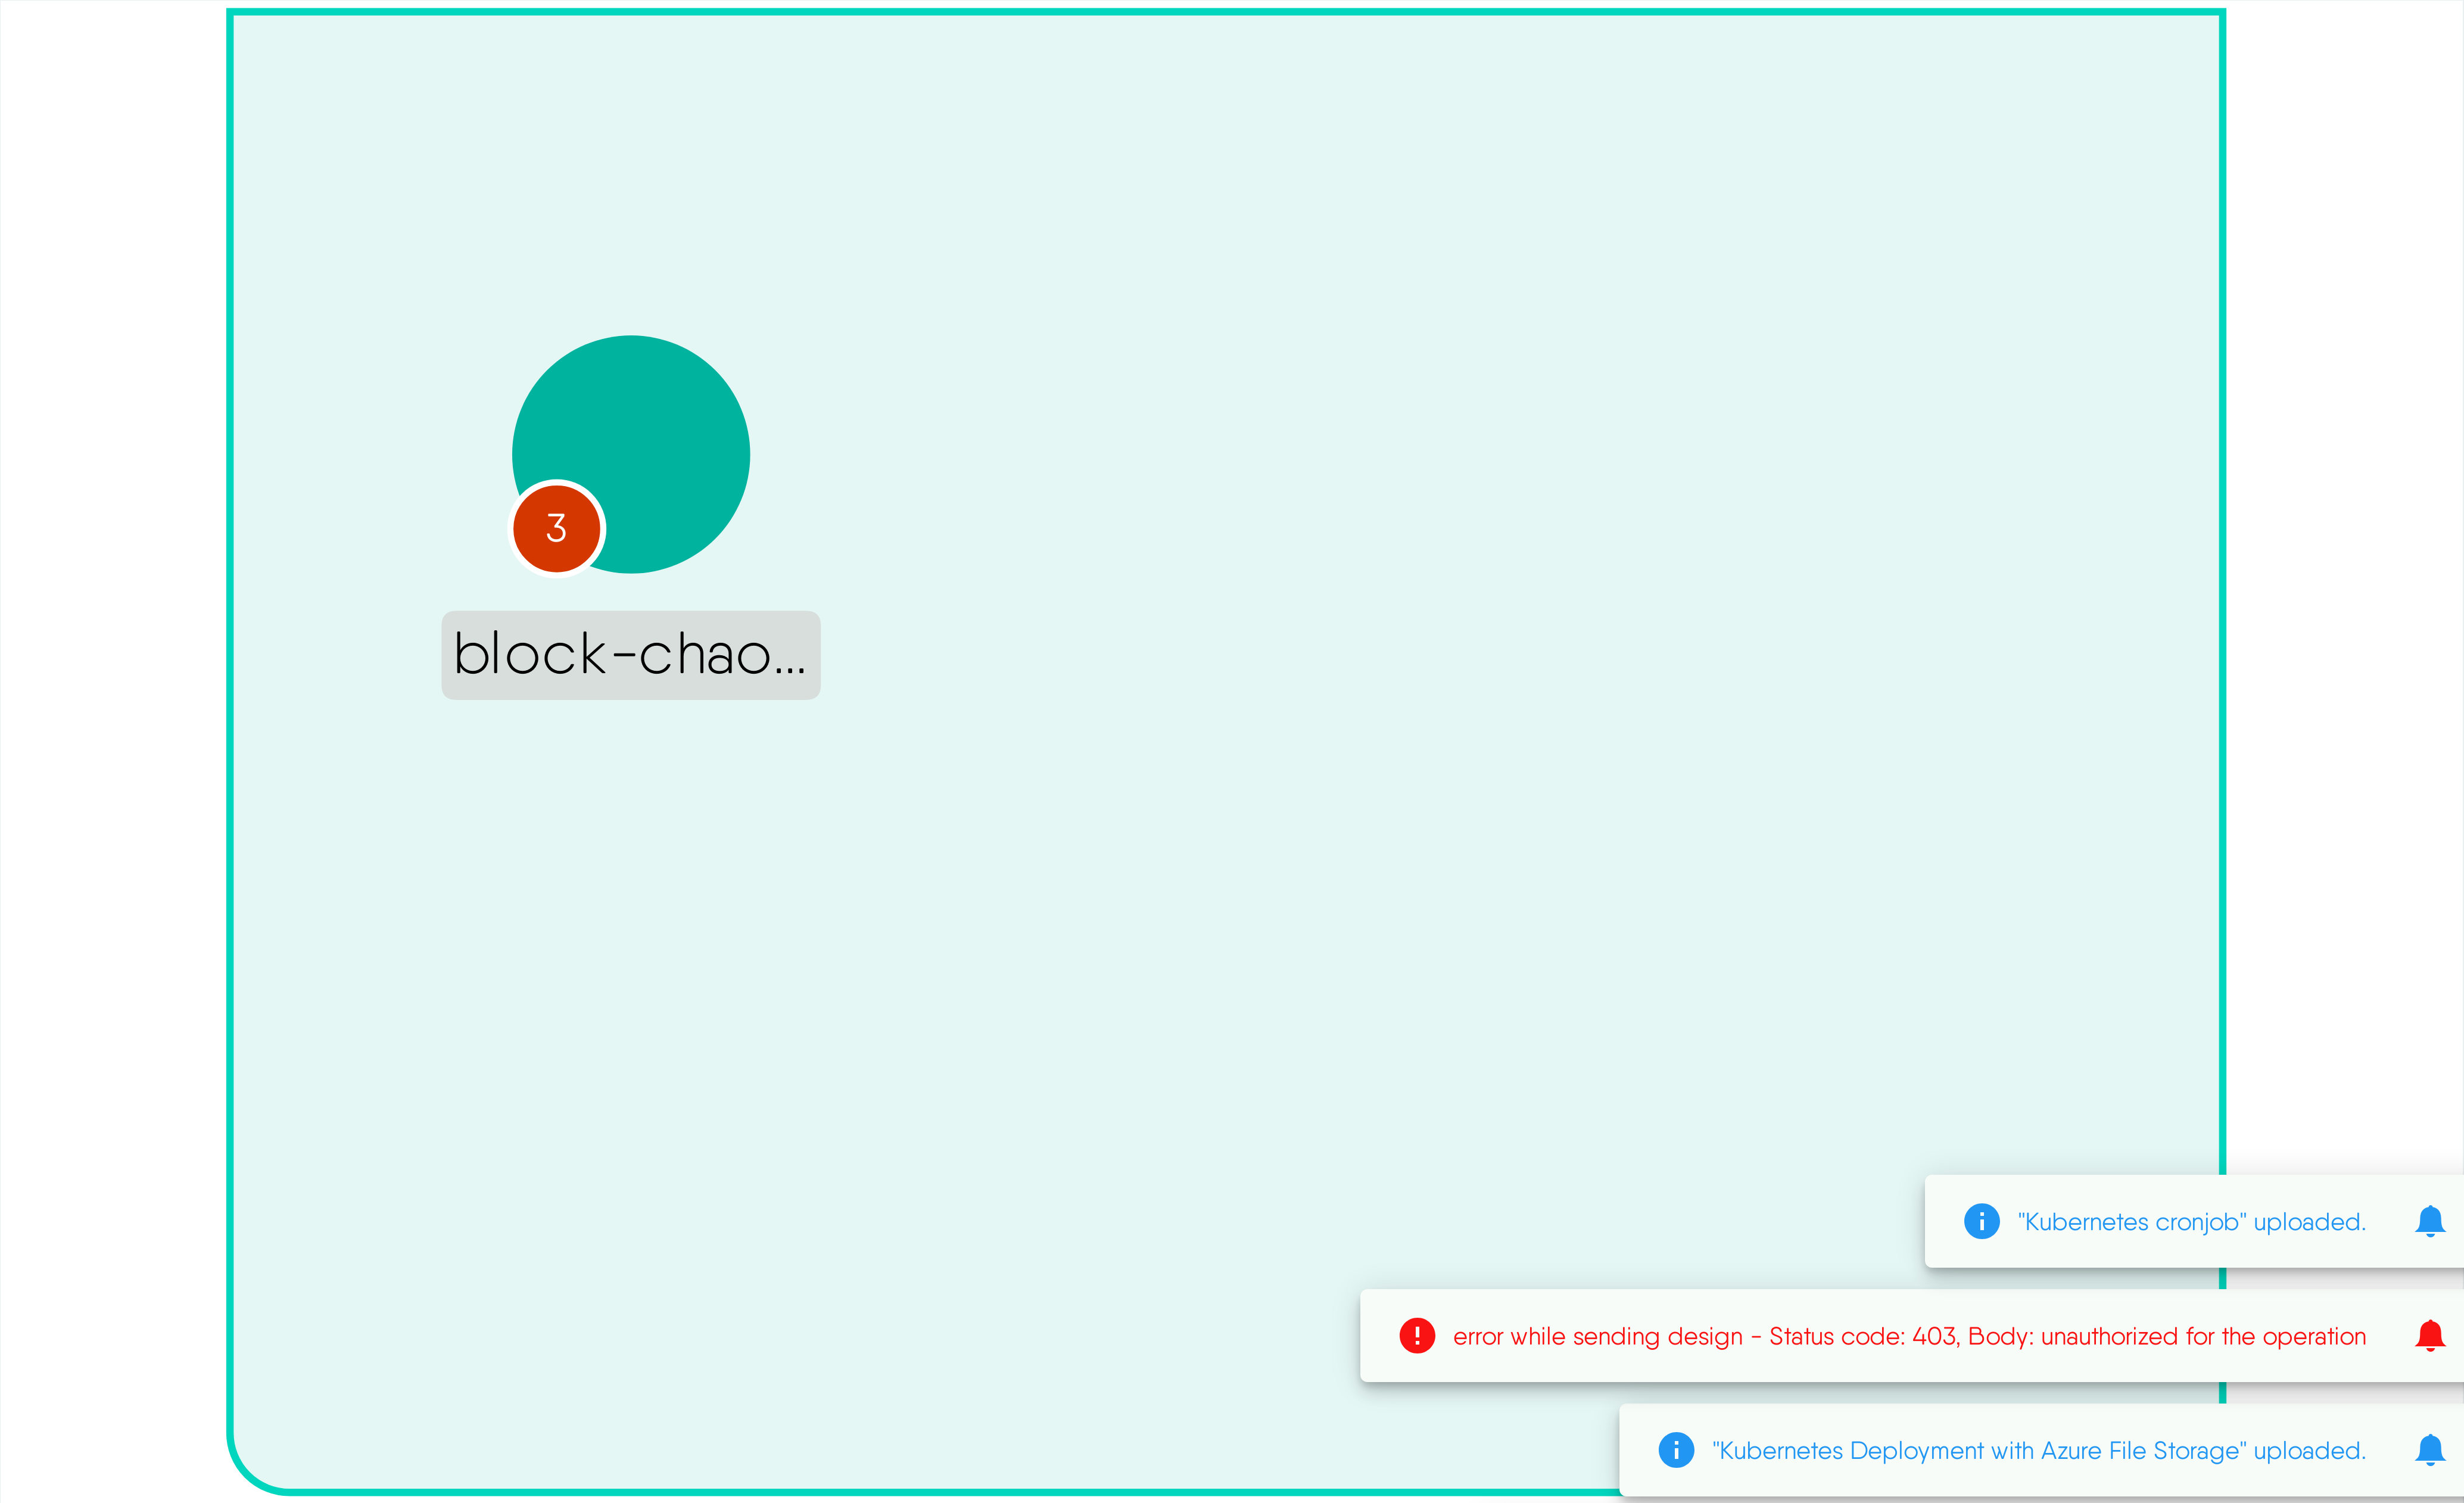 3
block-chao...
"Kubernetes cronjob" uploaded.
error while sending design - Status code: 403, Body: unauthorized for the operation
"Kubernetes Deployment with Azure File Storage" uploaded.